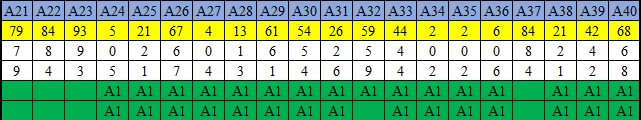 A21 A22 A23 A24 A25 A26 A27 A28 A29 A30 A31 A32 A33 A34 A35 A36 A37 A38 A39 A40
79 84 93 5 21 67 4 13 61 54 26 59 44 2 2 6 84 21 42 68
7 8 9 0 2 6 0 1 6 5 2 5 4 0 0 0 8 2 4 6
9 4 3 5 1 7 4 3 1 4 6 9 4 2 2 6 4 1 2 8
A1 A1 A1 A1 A1 A1 A1 A1 A1 A1 A1 A1 A1 A1 A1 A1
A1 A1 A1 A1 A1 A1 A1 A1 A1 A1 A1 A1 A1 A1 A1